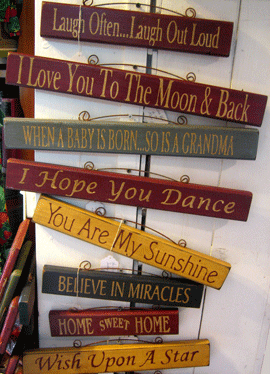 Laugh Often...Laugh Out Loud
I Love You To The Moon & Back
WHEN A BABY IS BORN...SO IS A GRANDMA
I Hope You Dance
You Are My Sunshine
BELIEVE IN MIRACLES
HOME SWEET HOME
Wish Upon A Star